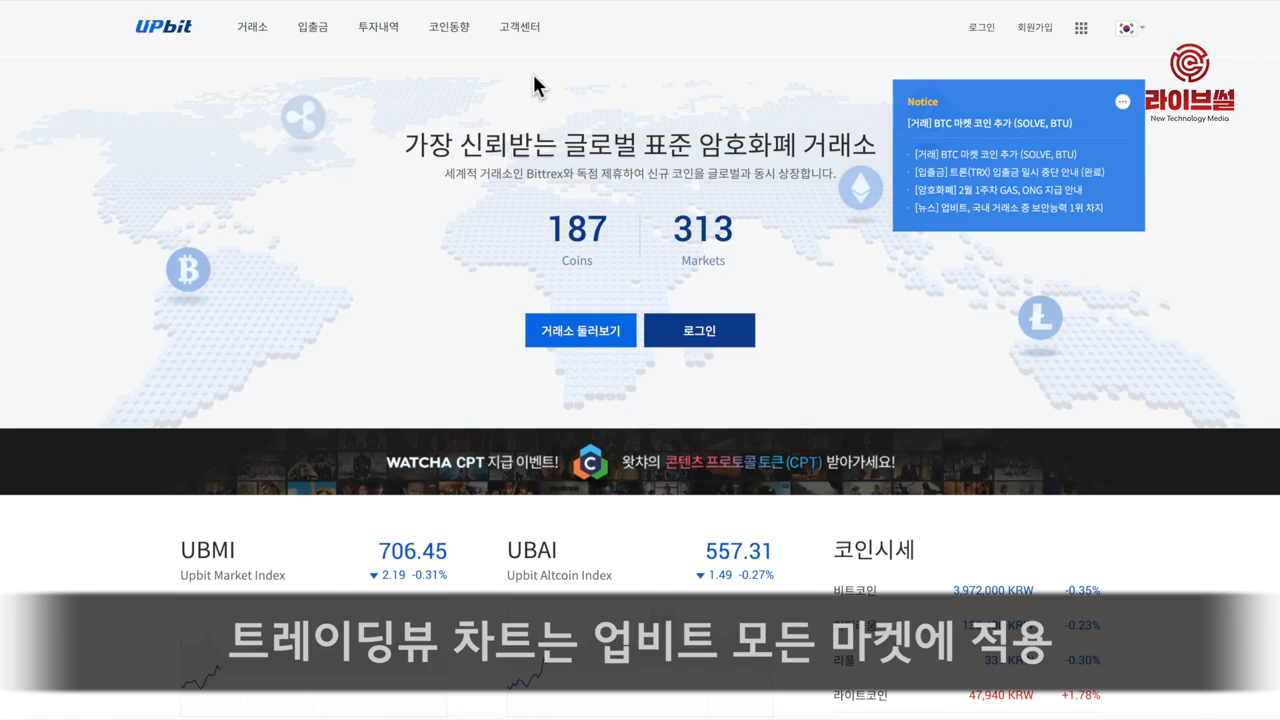 UPbit
거래소 입출금 투자내역 코인동향 고객센터
로그인 회원가입
라이브썰
New Technology Media
Notice
[거래] BTC 마켓 코인 추가 (SOLVE, BTU)
· [거래] BTC 마켓 코인 추가 (SOLVE, BTU)
· [입출금] 트론(TRX) 입출금 일시 중단 안내 (완료)
· [암호화폐] 2월 1주차 GAS, ONG 지급 안내
· [뉴스] 업비트, 국내 거래소 중 보안능력 1위 차지
가장 신뢰받는 글로벌 표준 암호화폐 거래소
세계적 거래소인 Bittrex와 독점 제휴하여 신규 코인을 글로벌과 동시 상장합니다.
187 313
Coins Markets
거래소 둘러보기 로그인
WATCHA CPT 지급 이벤트! C 왓챠의 콘텐츠 프로토콜 토큰(CPT) 받아가세요!
UBMI 706.45
Upbit Market Index ▼ 2.19 -0.31%
UBAI 557.31
Upbit Altcoin Index ▼ 1.49 -0.27%
코인시세
비트코인 3,972,000 KRW -0.35%
KRW -0.23%
리플 KRW -0.30%
라이트코인 47,940 KRW +1.78%
트레이딩뷰 차트는 업비트 모든 마켓에 적용